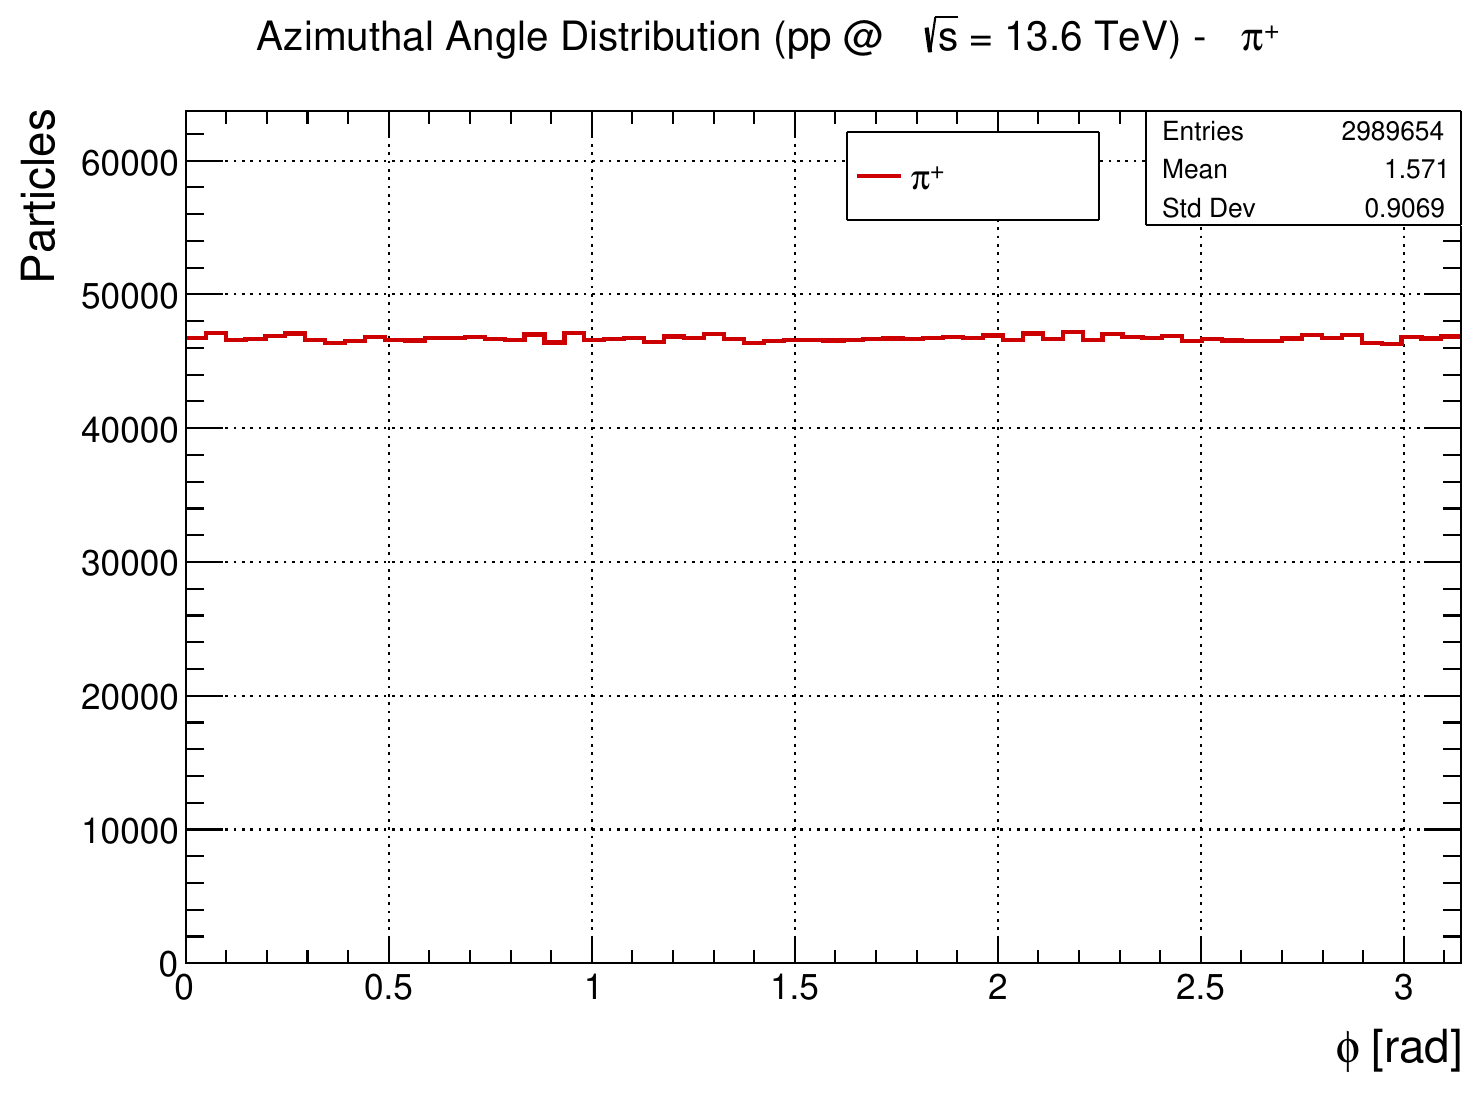 Azimuthal Angle Distribution (pp @ √s = 13.6 TeV) - π⁺
Particles
60000
50000
40000
30000
20000
10000
0
π⁺
Entries 2989654
Mean 1.571
Std Dev 0.9069
0 0.5 1 1.5 2 2.5 3
ϕ [rad]